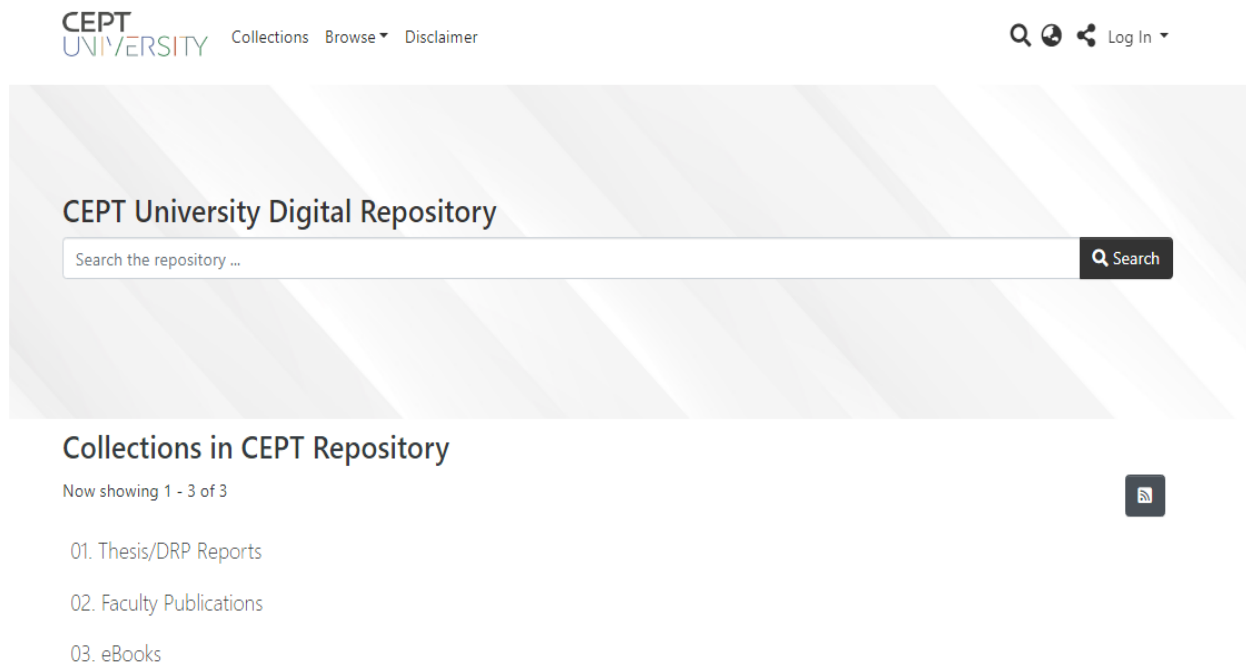 CEPT
UNIVERSITY
Collections Browse Disclaimer Log In
CEPT University Digital Repository
Search the repository ... Search
Collections in CEPT Repository
Now showing 1 - 3 of 3
01. Thesis/DRP Reports
02. Faculty Publications
03. eBooks